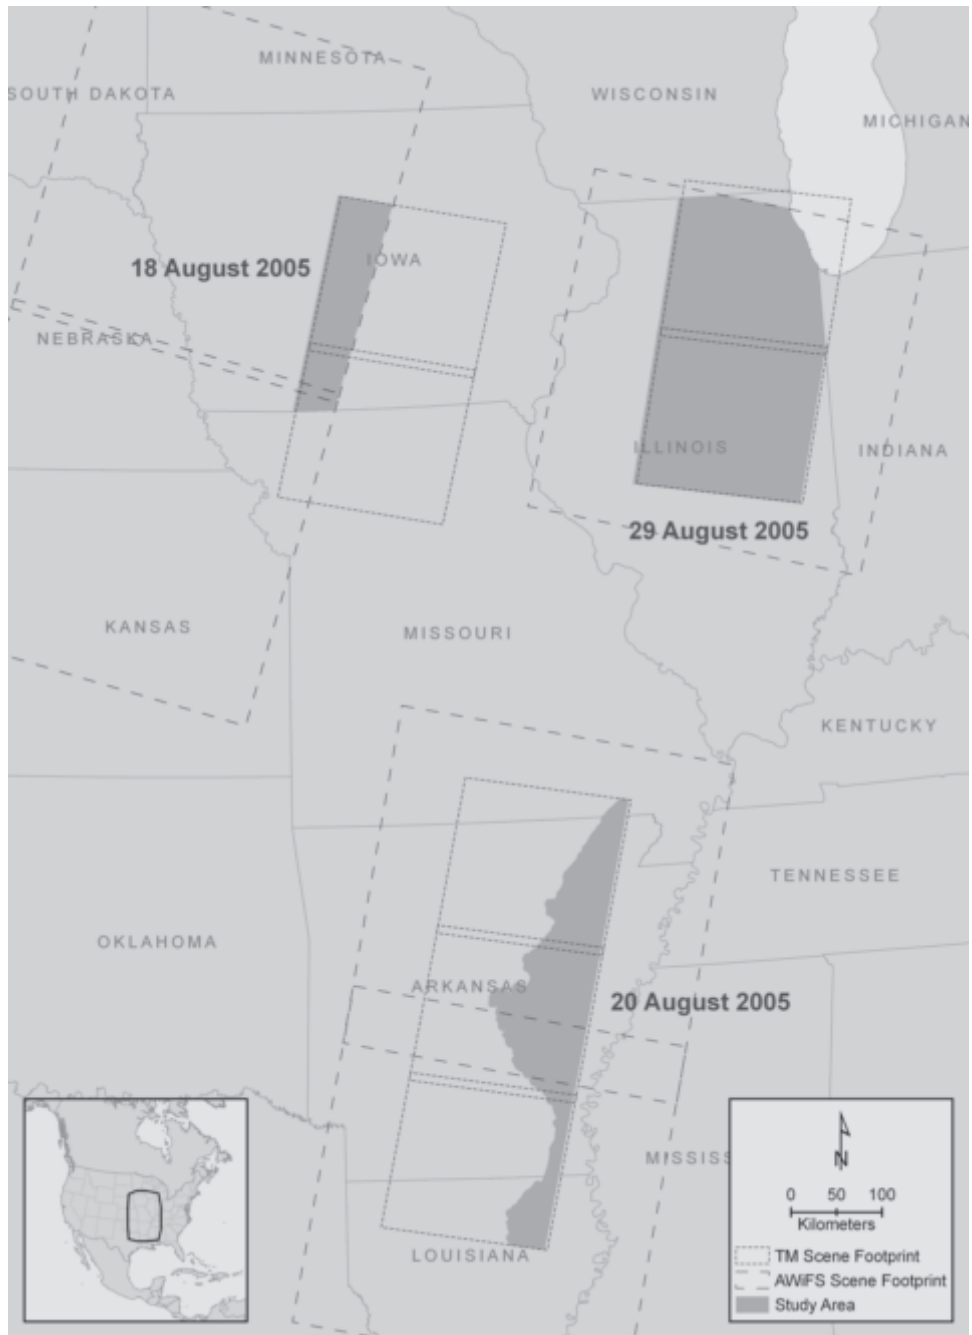 MINNESOTA
SOUTH DAKOTA
WISCONSIN
MICHIGAN
IOWA
18 August 2005
NEBRASKA
ILLINOIS
INDIANA
29 August 2005
KANSAS
MISSOURI
KENTUCKY
TENNESSEE
OKLAHOMA
ARKANSAS
20 August 2005
MISSISS
LOUISIANA
N
0 50 100
Kilometers
TM Scene Footprint
AWiFS Scene Footprint
Study Area